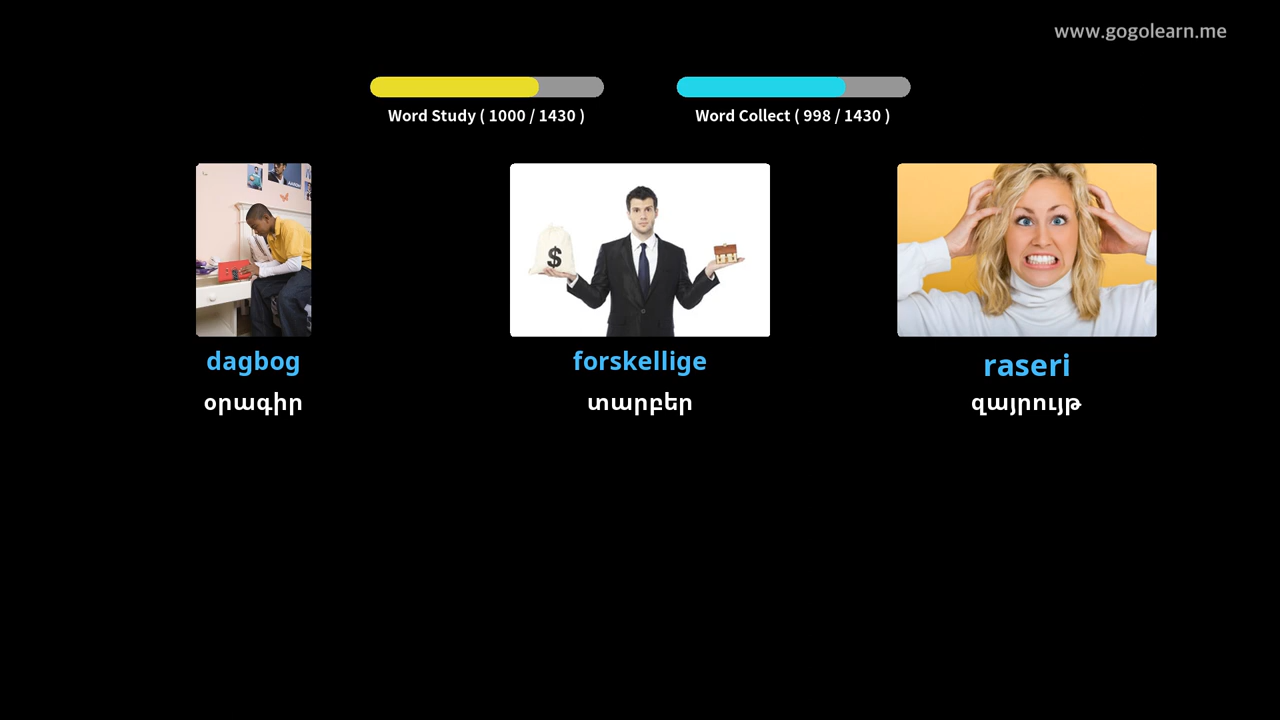 www.gogolearn.me
Word Study ( 1000 / 1430 )
Word Collect ( 998 / 1430 )
$
dagbog
forskellige
raseri
օրագիր
տարբեր
զայրույթ